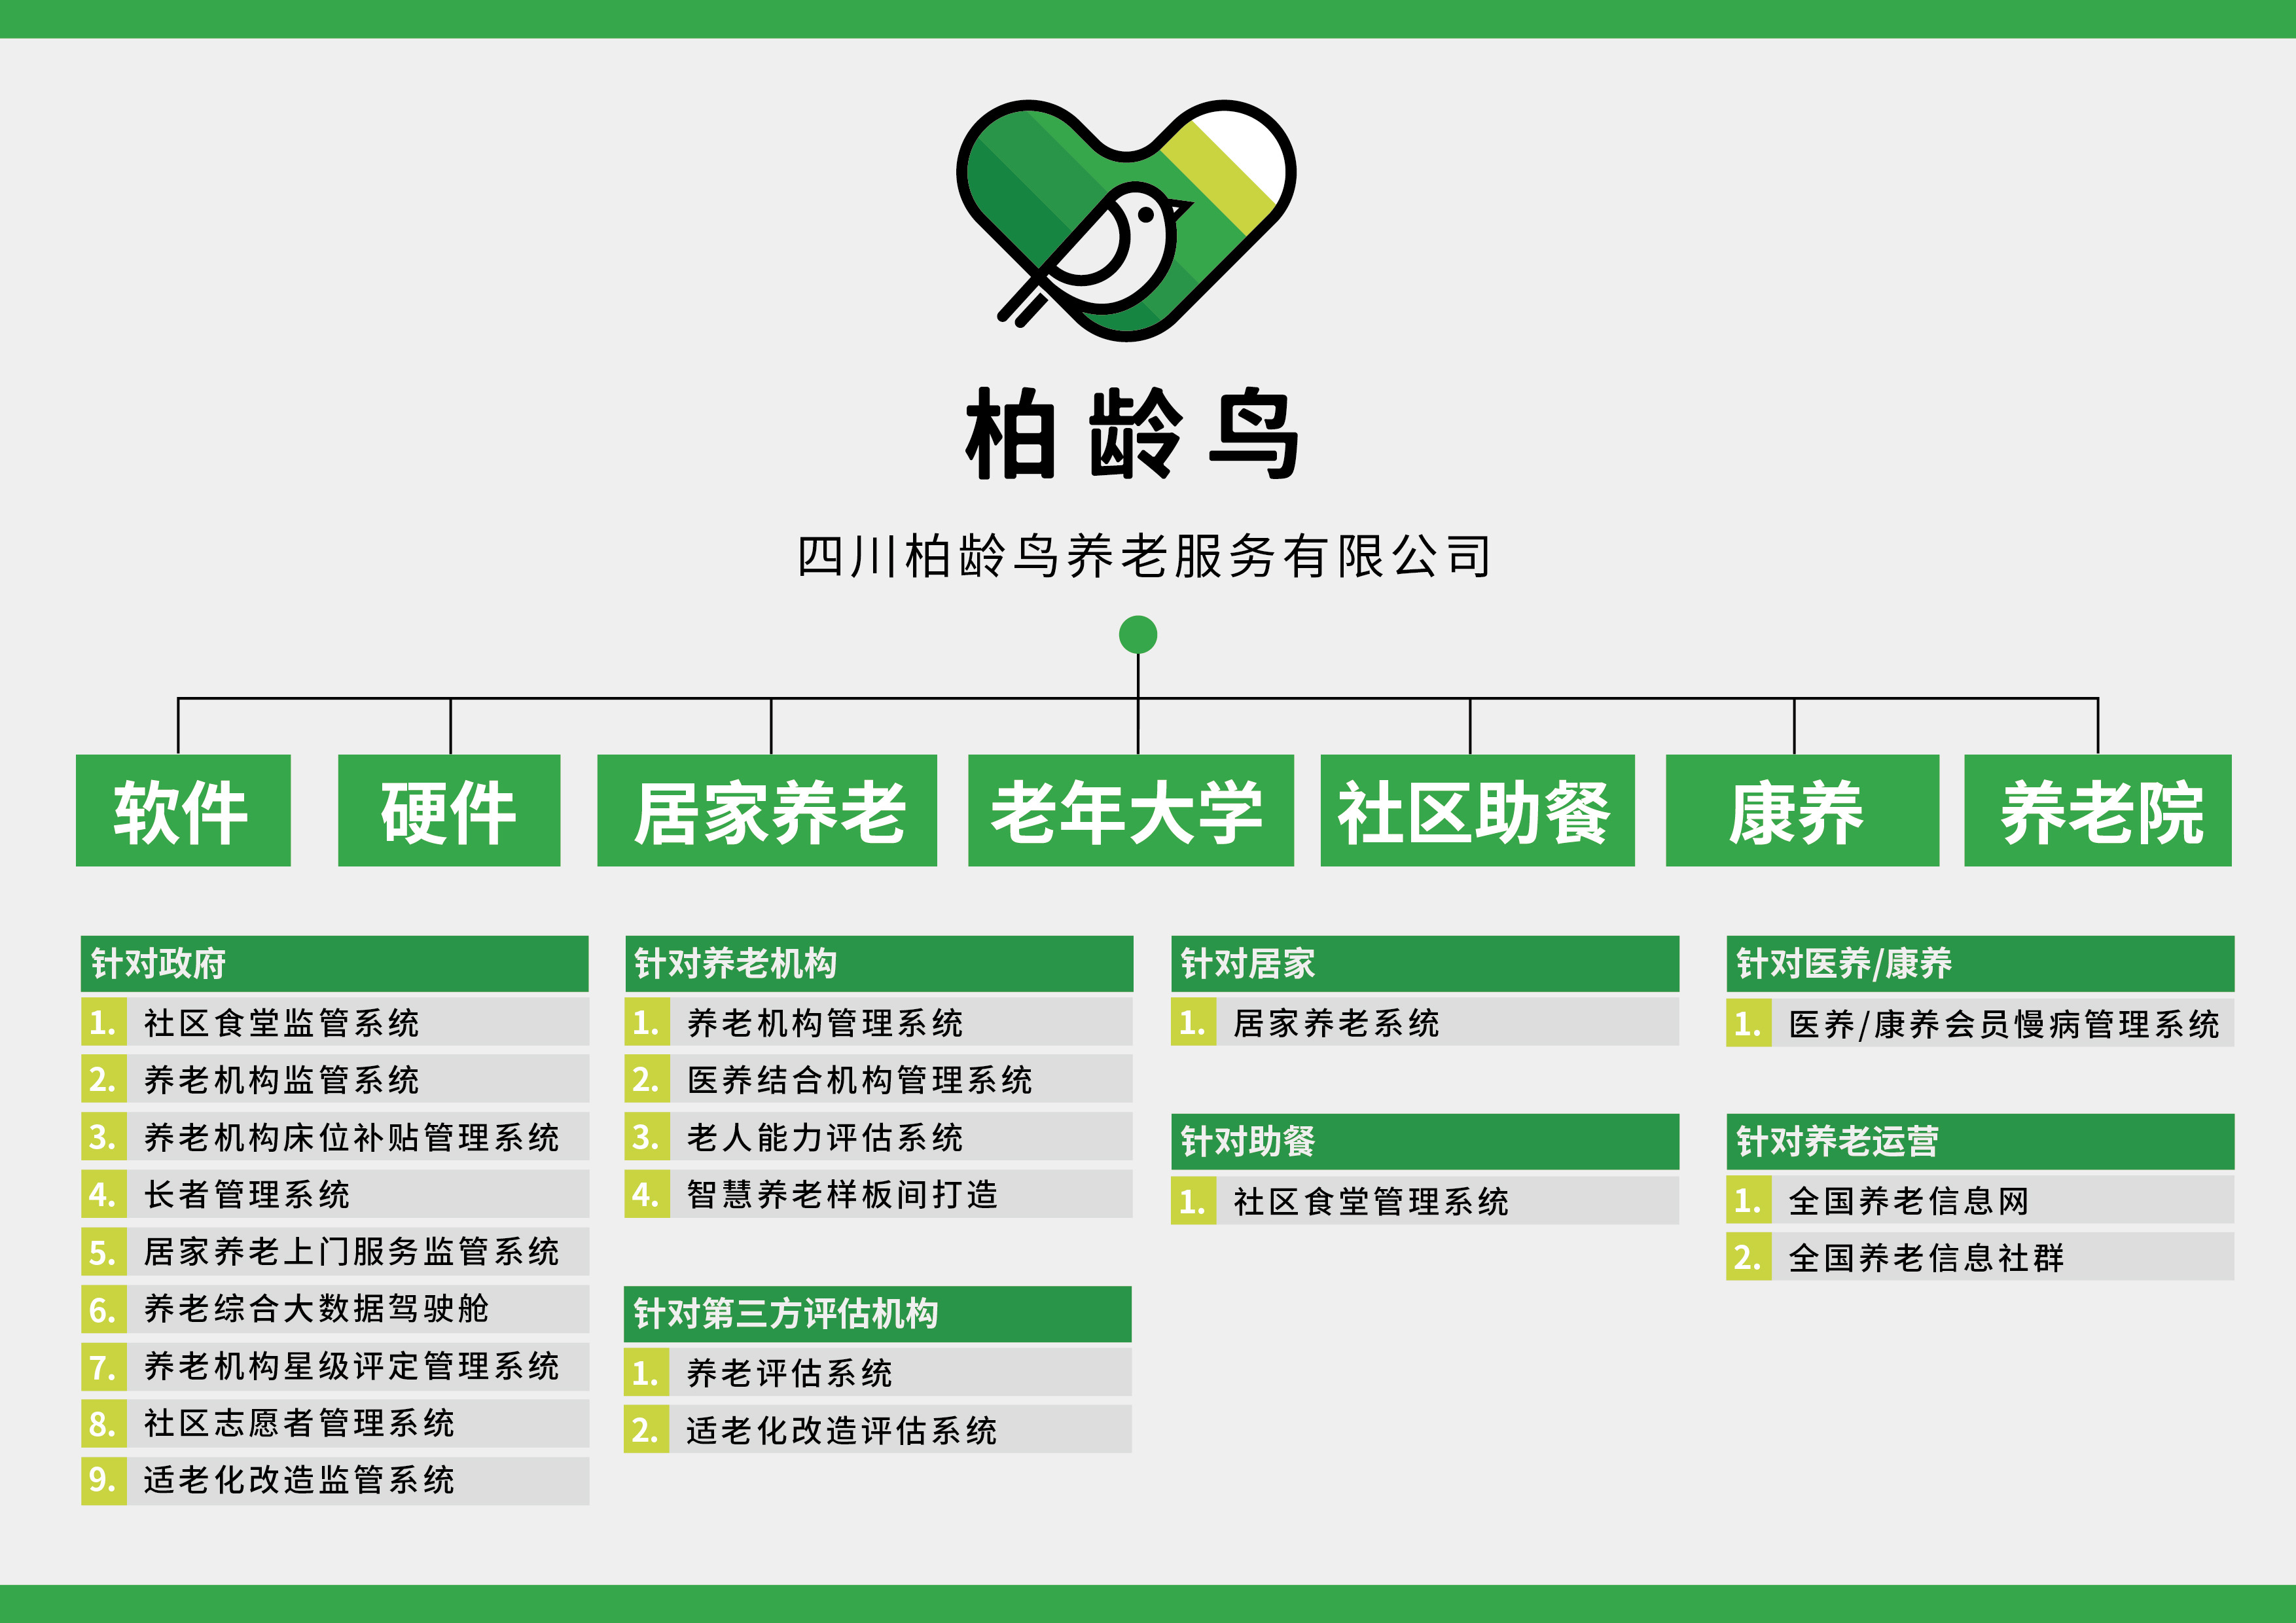 柏龄鸟
四川柏龄鸟养老服务有限公司
软件
硬件
居家养老
老年大学
社区助餐
康养
养老院
针对政府
1. 社区食堂监管系统
2. 养老机构监管系统
3. 养老机构床位补贴管理系统
4. 长者管理系统
5. 居家养老上门服务监管系统
6. 养老综合大数据驾驶舱
7. 养老机构星级评定管理系统
8. 社区志愿者管理系统
9. 适老化改造监管系统
针对养老机构
1. 养老机构管理系统
2. 医养结合机构管理系统
3. 老人能力评估系统
4. 智慧养老样板间打造
针对第三方评估机构
1. 养老评估系统
2. 适老化改造评估系统
针对居家
1. 居家养老系统
针对助餐
1. 社区食堂管理系统
针对医养/康养
1. 医养/康养会员慢病管理系统
针对养老运营
1. 全国养老信息网
2. 全国养老信息社群